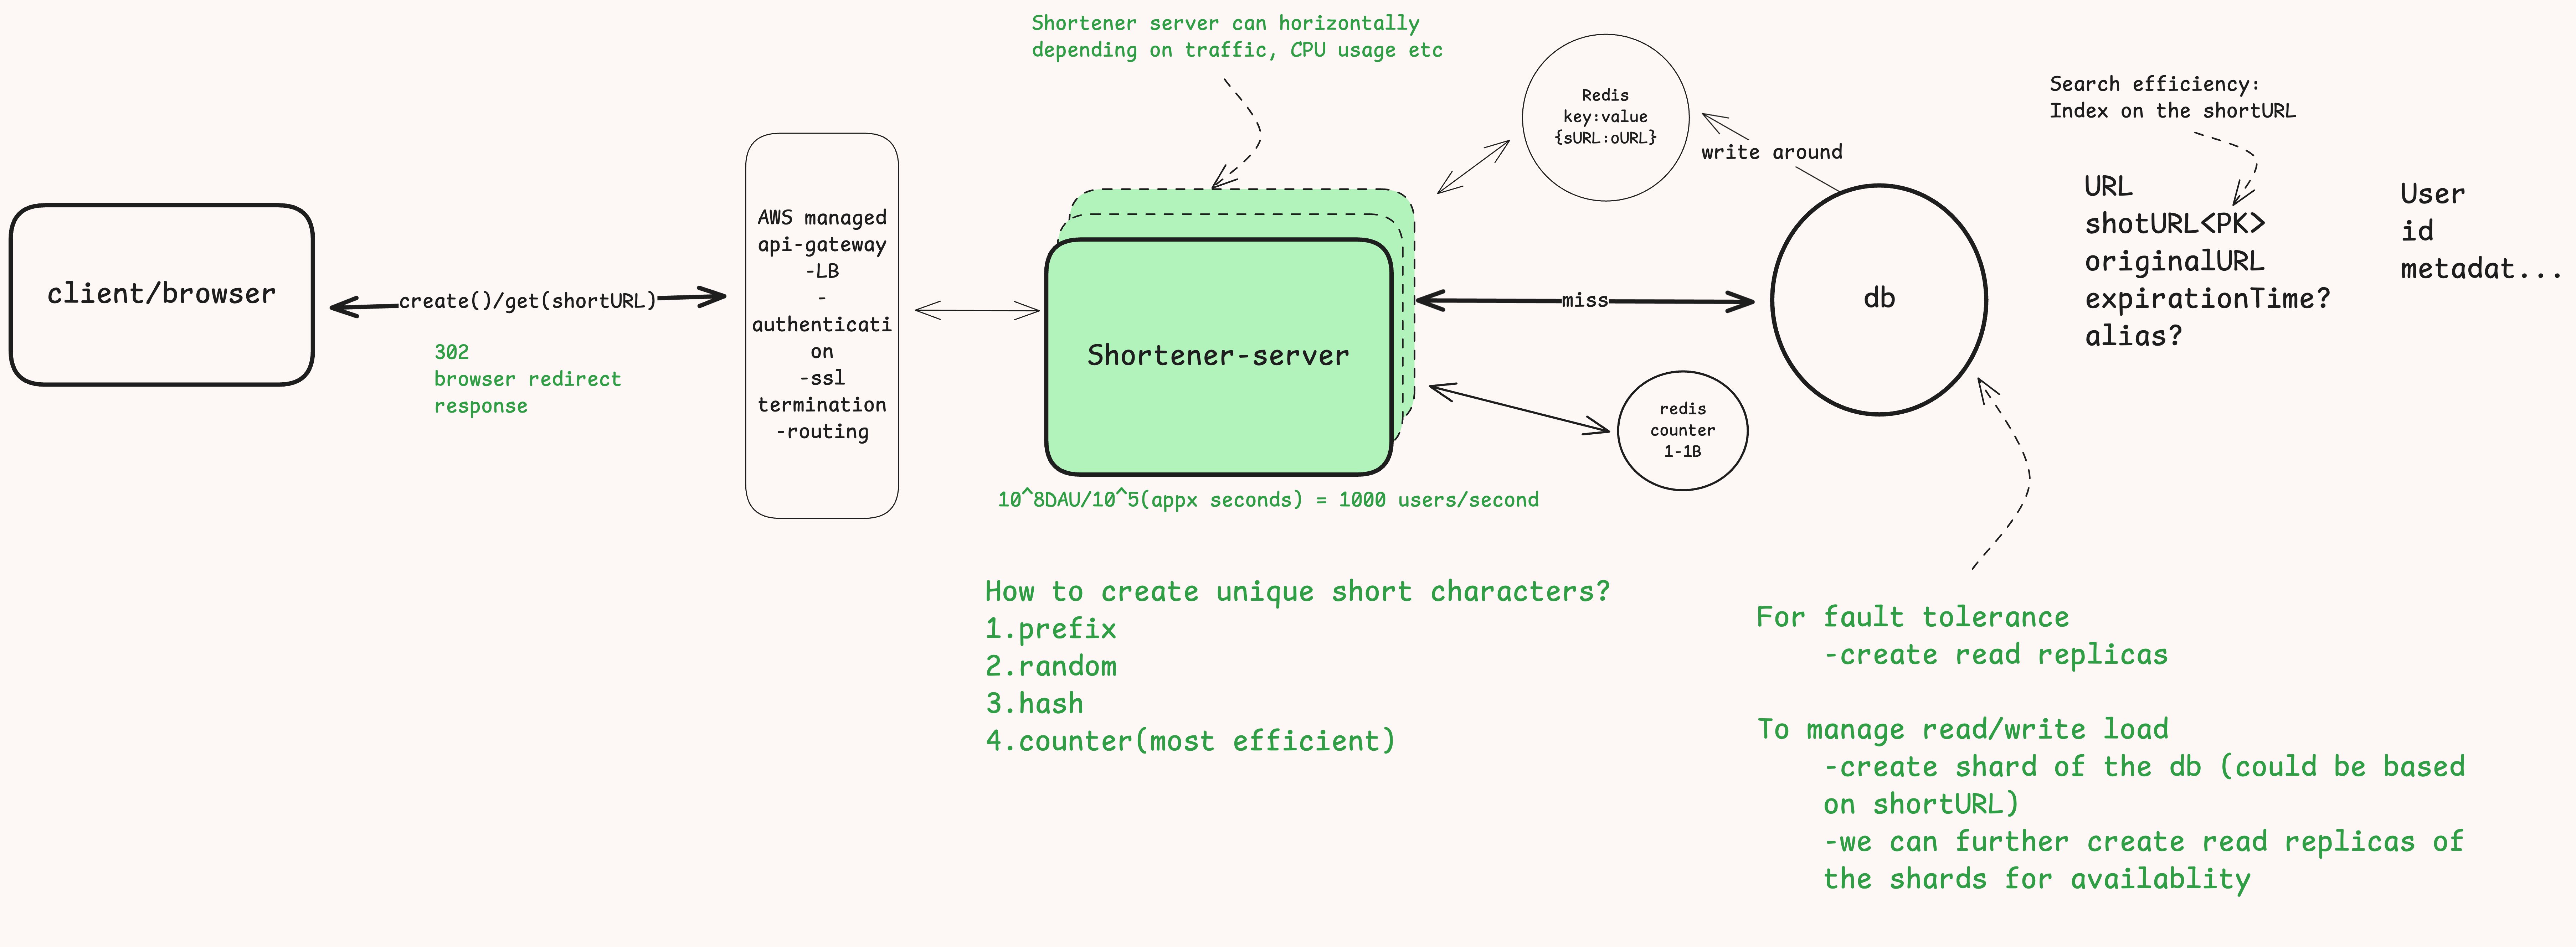 Shortener server can horizontally
depending on traffic, CPU usage etc
Redis
key:value
{sURL:oURL}
write around
Search efficiency:
Index on the shortURL
URL
shotURL<PK>
originalURL
expirationTime?
alias?
User
id
metadat...
client/browser
create()/get(shortURL)
302
browser redirect
response
AWS managed
api-gateway
-LB
-
authenticati
on
-ssl
termination
-routing
Shortener-server
miss
db
redis
counter
1-1B
10^8DAU/10^5(appx seconds) = 1000 users/second
How to create unique short characters?
1.prefix
2.random
3.hash
4.counter(most efficient)
For fault tolerance
-create read replicas
To manage read/write load
-create shard of the db (could be based
on shortURL)
-we can further create read replicas of
the shards for availablity